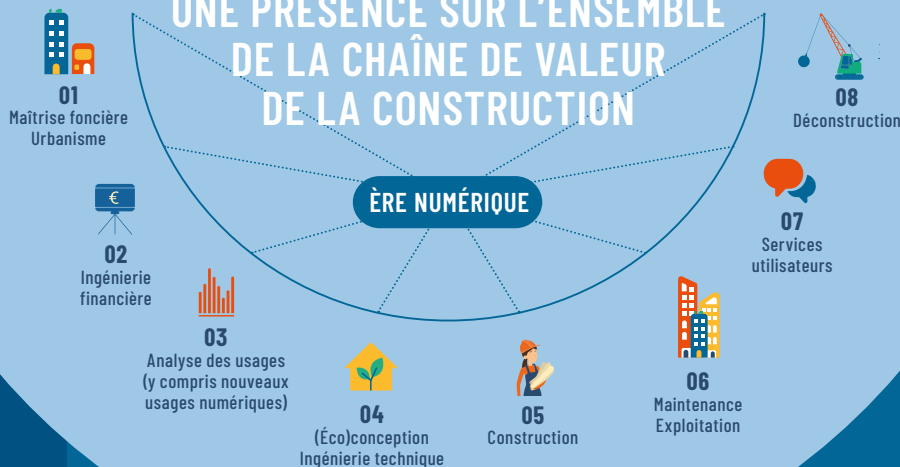 UNE PRÉSENCE SUR L'ENSEMBLE
DE LA CHAÎNE DE VALEUR
DE LA CONSTRUCTION
ÈRE NUMÉRIQUE
01
Maîtrise foncière
Urbanisme
€
02
Ingénierie
financière
03
Analyse des usages
(y compris nouveaux
usages numériques)
04
(Éco)conception
Ingénierie technique
05
Construction
06
Maintenance
Exploitation
07
Services
utilisateurs
08
Déconstruction